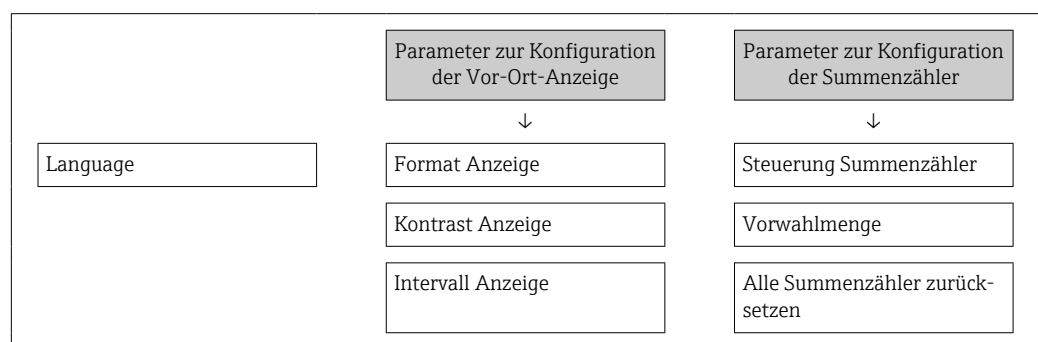 Parameter zur Konfiguration
der Vor-Ort-Anzeige
Parameter zur Konfiguration
der Summenzähler
↓
↓
Language
Format Anzeige
Steuerung Summenzähler
Kontrast Anzeige
Vorwahlmenge
Intervall Anzeige
Alle Summenzähler zurück-
setzen